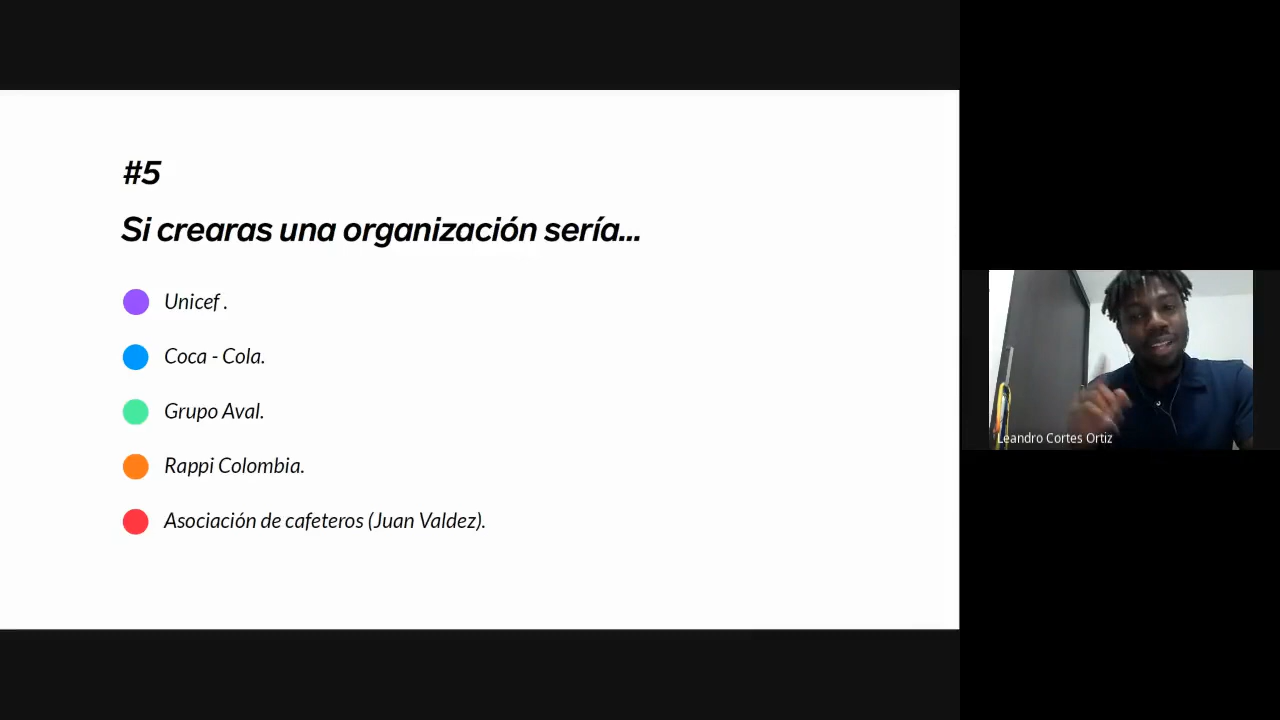 #5
Si crearas una organización sería...
Unicef .
Coca - Cola.
Grupo Aval.
Rappi Colombia.
Asociación de cafeteros (Juan Valdez).
Leandro Cortes Ortiz